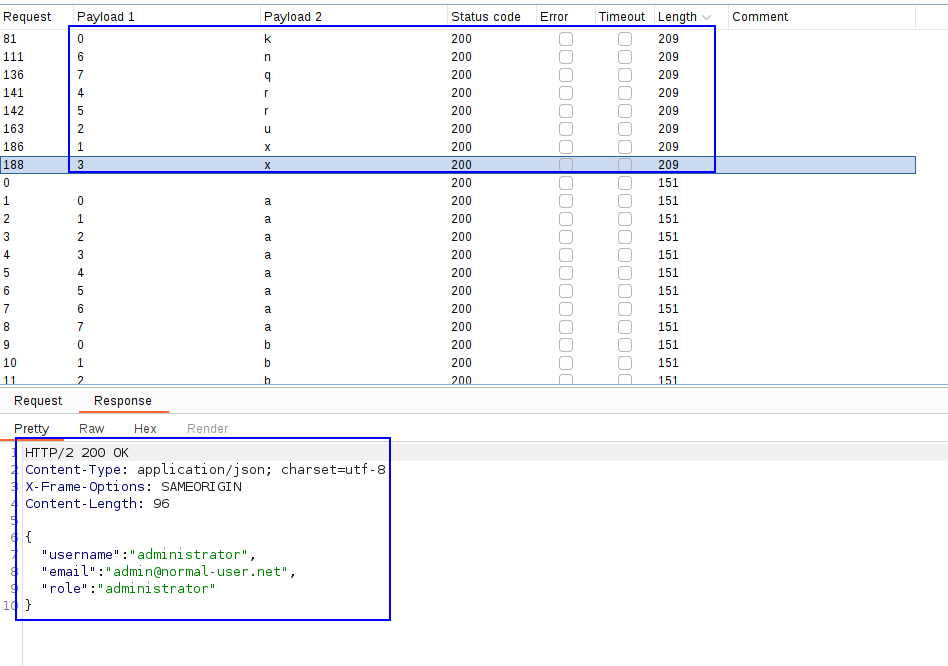 Request Payload 1 Payload 2 Status code Error Timeout Length Comment
81 0 k 200 209
111 6 n 200 209
136 7 q 200 209
141 4 r 200 209
142 5 r 200 209
163 2 u 200 209
186 1 x 200 209
188 3 x 200 209
0 200 151
1 0 a 200 151
2 1 a 200 151
3 2 a 200 151
4 3 a 200 151
5 4 a 200 151
6 5 a 200 151
7 6 a 200 151
8 7 a 200 151
9 0 b 200 151
10 1 b 200 151
11 2 b 200 151
Request Response
Pretty Raw Hex Render
1 HTTP/2 200 OK
2 Content-Type: application/json; charset=utf-8
3 X-Frame-Options: SAMEORIGIN
4 Content-Length: 96
5
6 {
7 "username":"administrator",
8 "email":"admin@normal-user.net",
9 "role":"administrator"
10 }